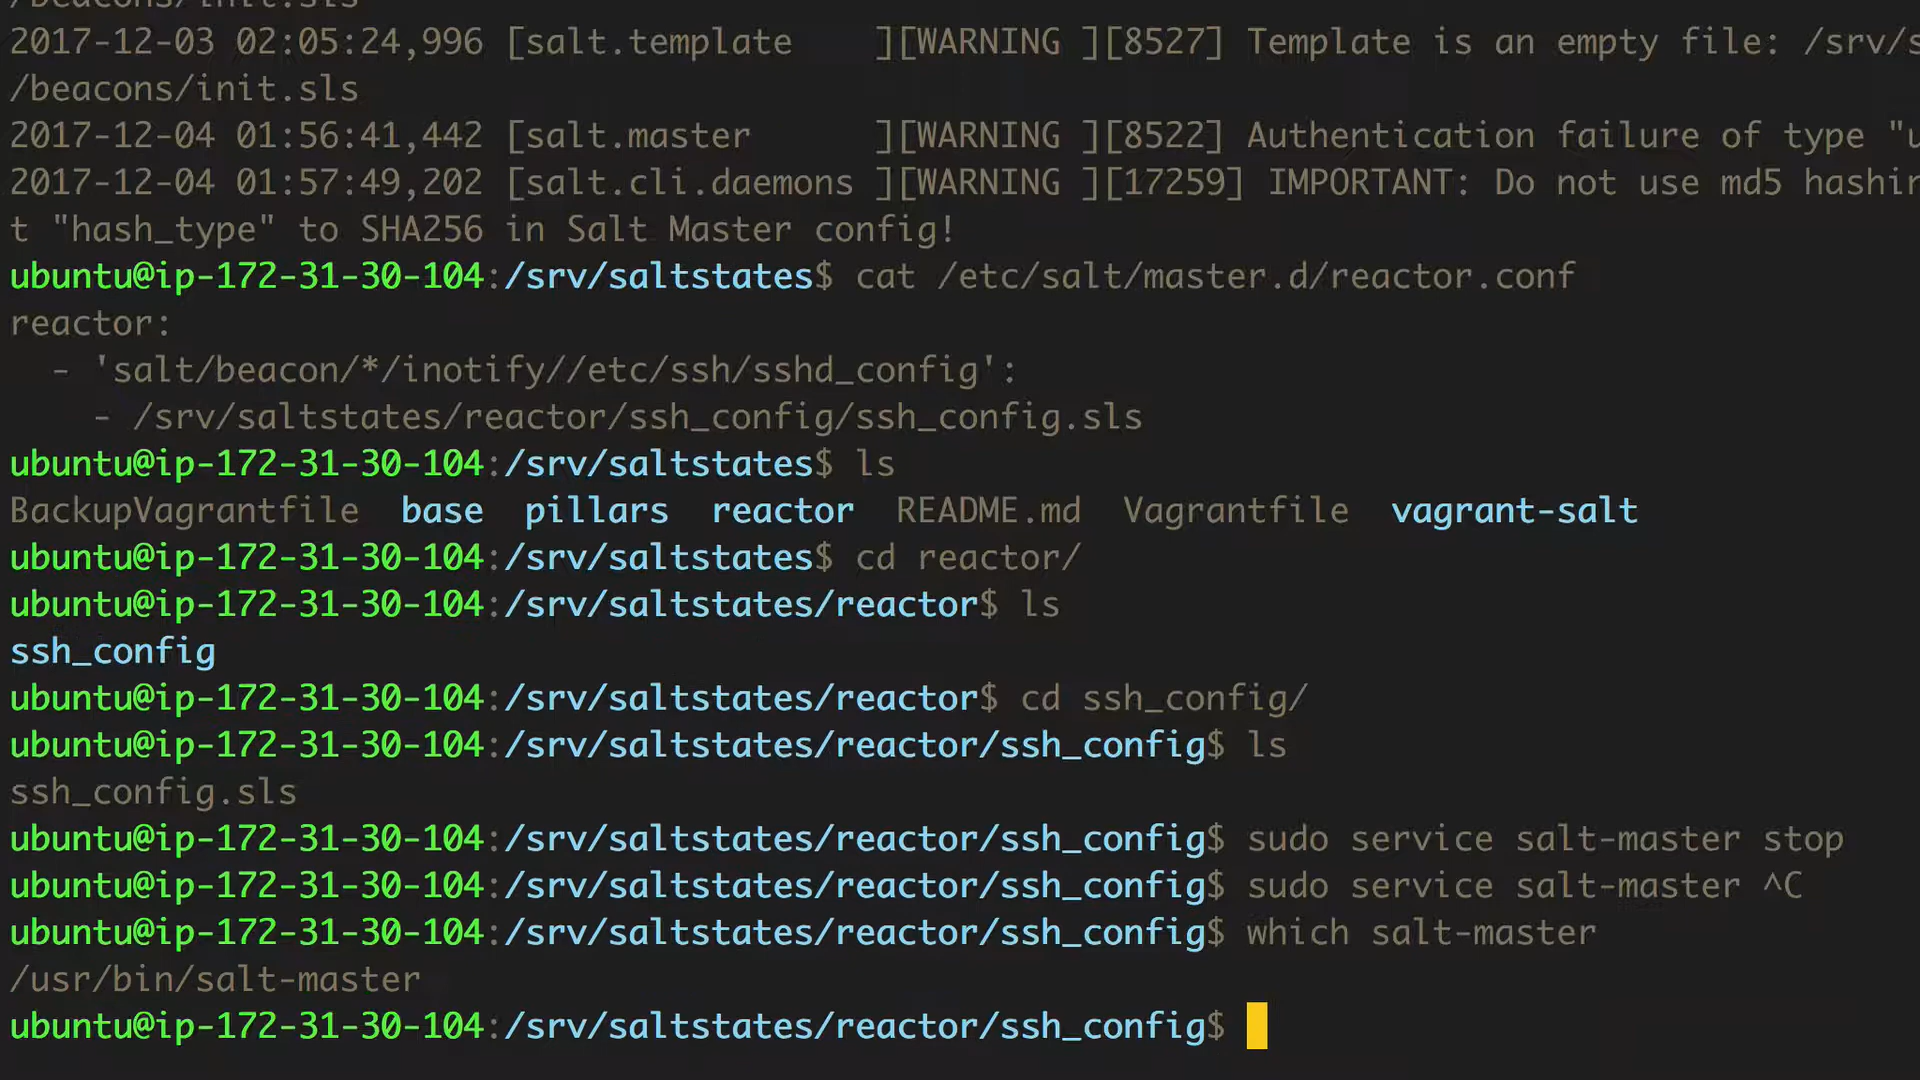 /beacons/init.sls
2017-12-03 02:05:24,996 [salt.template    ][WARNING ][8527] Template is an empty file: /srv/s
/beacons/init.sls
2017-12-04 01:56:41,442 [salt.master      ][WARNING ][8522] Authentication failure of type "u
2017-12-04 01:57:49,202 [salt.cli.daemons ][WARNING ][17259] IMPORTANT: Do not use md5 hashin
t "hash_type" to SHA256 in Salt Master config!
ubuntu@ip-172-31-30-104:/srv/saltstates$ cat /etc/salt/master.d/reactor.conf
reactor:
  - 'salt/beacon/*/inotify//etc/ssh/sshd_config':
    - /srv/saltstates/reactor/ssh_config/ssh_config.sls
ubuntu@ip-172-31-30-104:/srv/saltstates$ ls
BackupVagrantfile  base  pillars  reactor  README.md  Vagrantfile  vagrant-salt
ubuntu@ip-172-31-30-104:/srv/saltstates$ cd reactor/
ubuntu@ip-172-31-30-104:/srv/saltstates/reactor$ ls
ssh_config
ubuntu@ip-172-31-30-104:/srv/saltstates/reactor$ cd ssh_config/
ubuntu@ip-172-31-30-104:/srv/saltstates/reactor/ssh_config$ ls
ssh_config.sls
ubuntu@ip-172-31-30-104:/srv/saltstates/reactor/ssh_config$ sudo service salt-master stop
ubuntu@ip-172-31-30-104:/srv/saltstates/reactor/ssh_config$ sudo service salt-master ^C
ubuntu@ip-172-31-30-104:/srv/saltstates/reactor/ssh_config$ which salt-master
/usr/bin/salt-master
ubuntu@ip-172-31-30-104:/srv/saltstates/reactor/ssh_config$